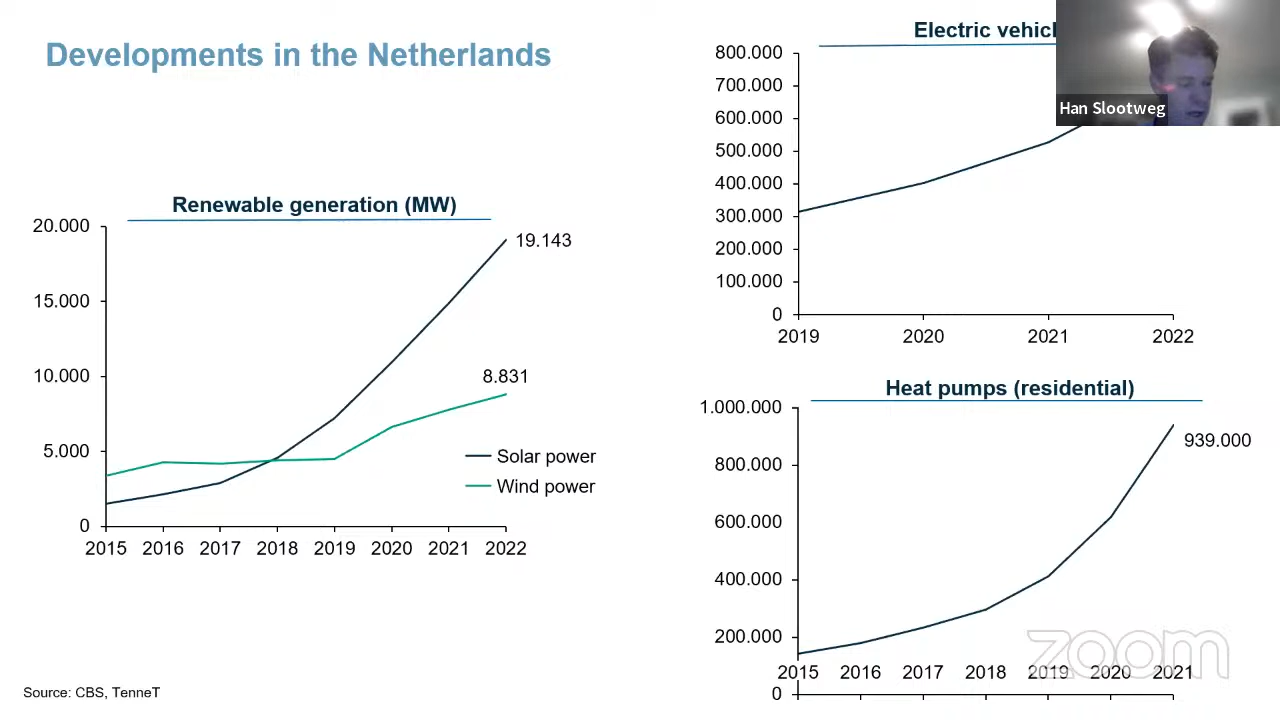 Developments in the Netherlands
Renewable generation (MW)
20.000
15.000
10.000
5.000
0
19.143
8.831
Solar power
Wind power
2015 2016 2017 2018 2019 2020 2021 2022
Source: CBS, TenneT
Electric vehicl
Han Slootweg
800.000
700.000
600.000
500.000
400.000
300.000
200.000
100.000
0
2019 2020 2021 2022
Heat pumps (residential)
1.000.000
800.000
600.000
400.000
200.000
0
939.000
2015 2016 2017 2018 2019 2020 2021
zoom